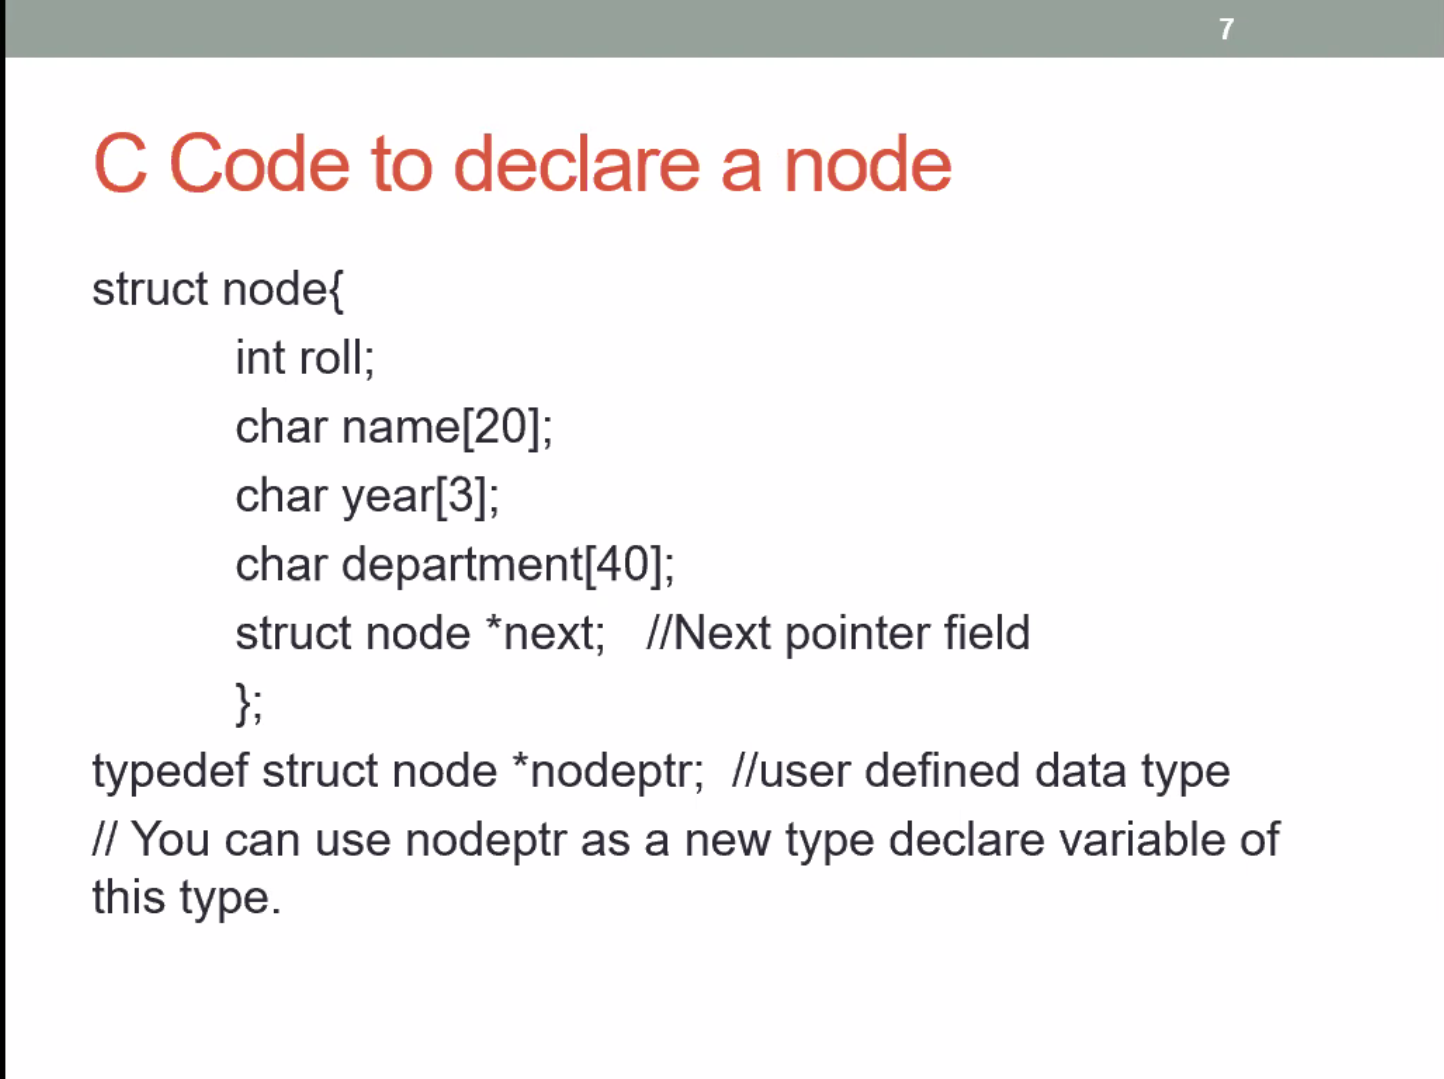 7
C Code to declare a node
struct node{
int roll;
char name[20];
char year[3];
char department[40];
struct node *next; //Next pointer field
};
typedef struct node *nodeptr; //user defined data type
// You can use nodeptr as a new type declare variable of
this type.